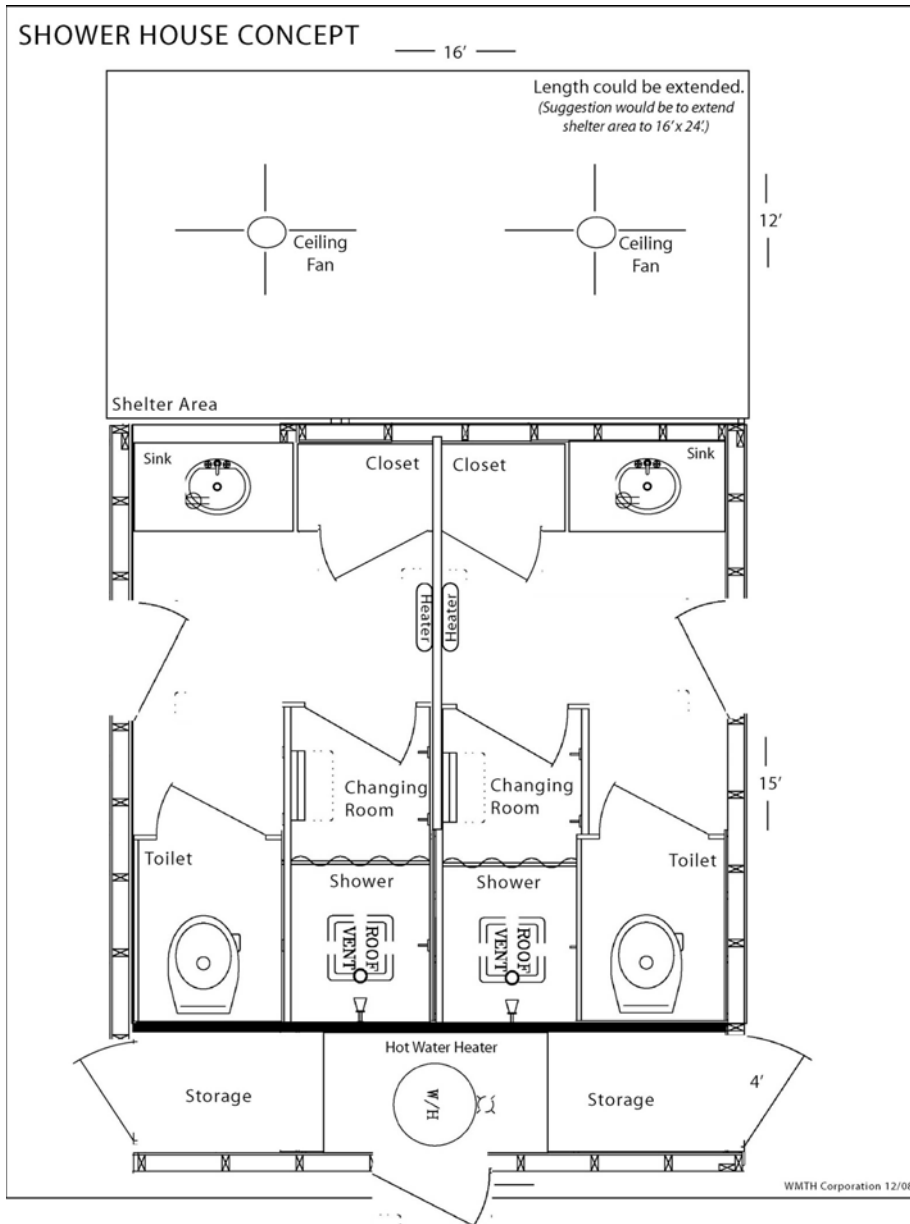 SHOWER HOUSE CONCEPT
16'
Length could be extended.
(Suggestion would be to extend
shelter area to 16' x 24'.)
12'
Ceiling
Fan
Ceiling
Fan
Shelter Area
Sink
Closet
Closet
Sink
Heater
Heater
15'
Changing
Room
Changing
Room
Toilet
Toilet
Shower
Shower
ROOF
VENT
ROOF
VENT
Hot Water Heater
W/H
Storage
Storage
4'
WMTH Corporation 12/08